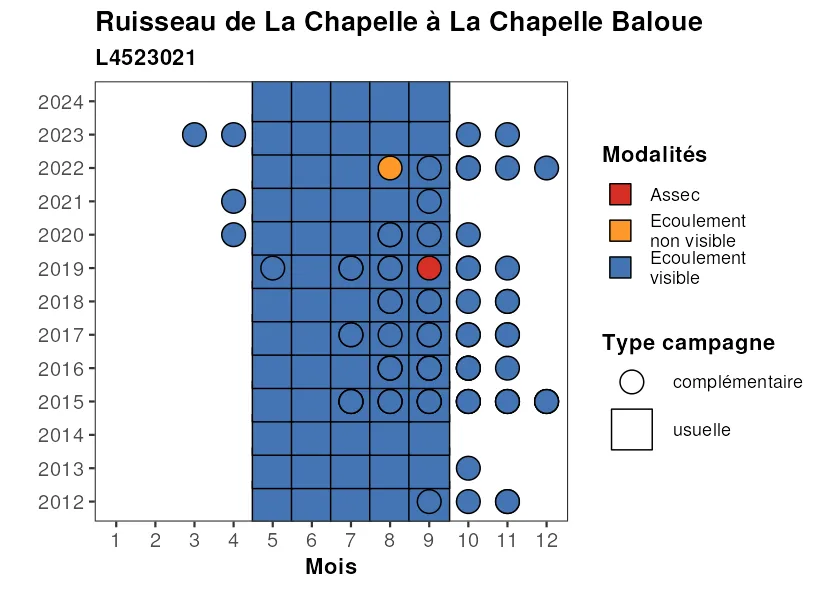 Ruisseau de La Chapelle à La Chapelle Baloue
L4523021
2024
2023
2022
2021
2020
2019
2018
2017
2016
2015
2014
2013
2012
1 2 3 4 5 6 7 8 9 10 11 12
Mois
Modalités
Assec
Ecoulement
non visible
Ecoulement
visible
Type campagne
complémentaire
usuelle